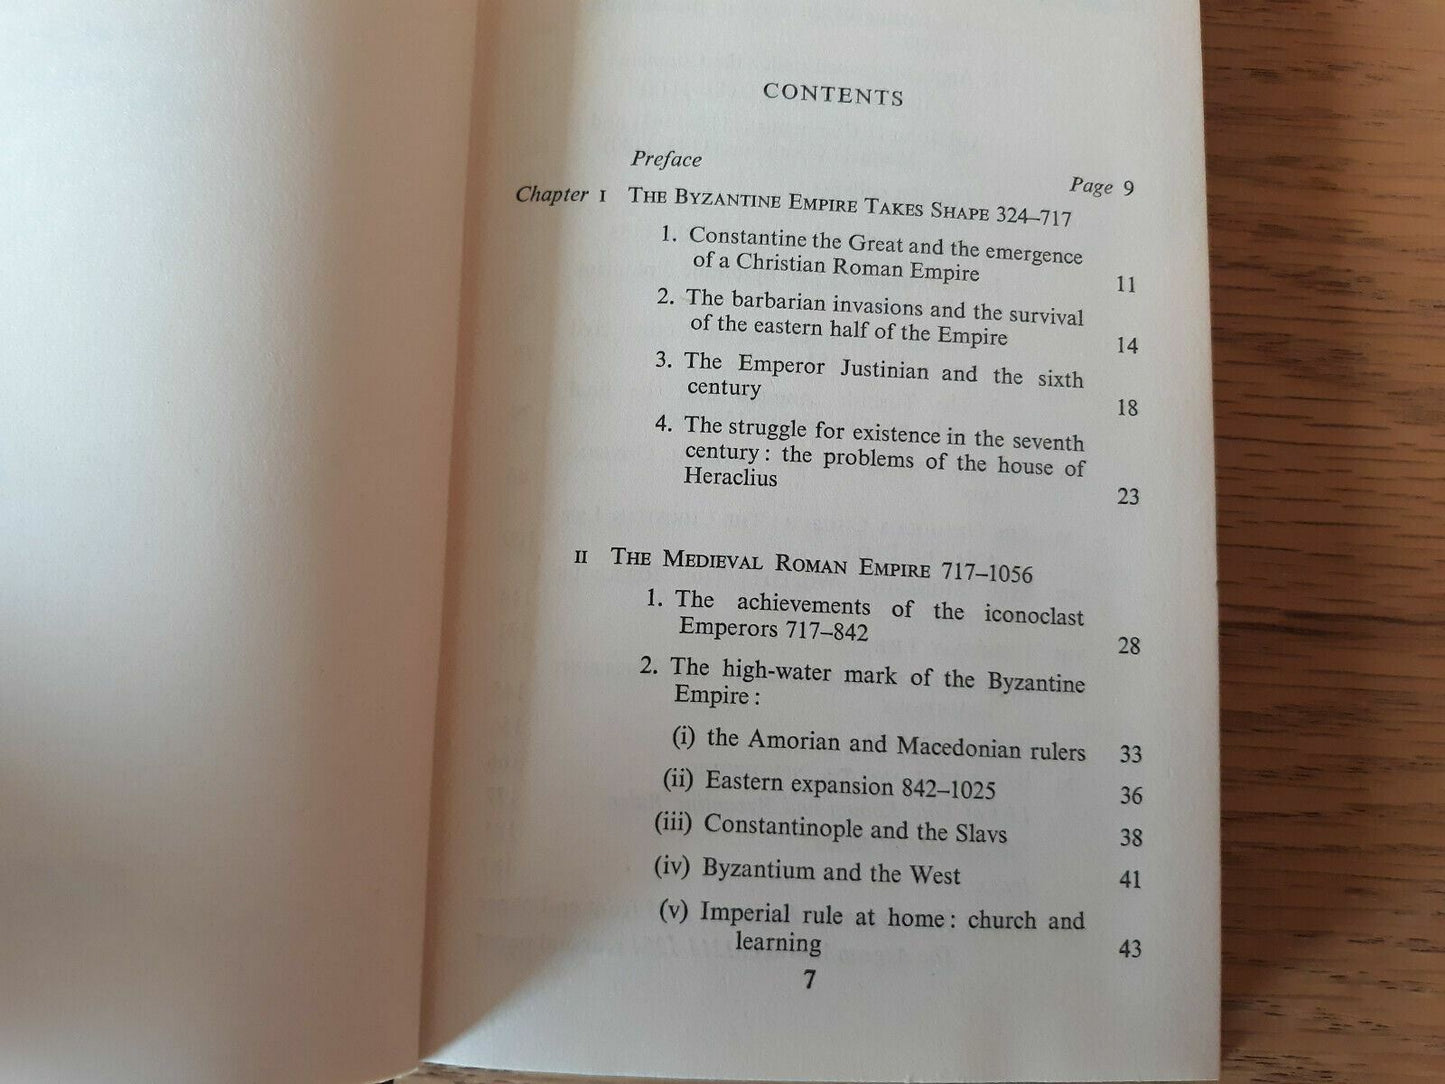 CONTENTS
Preface Page 9
Chapter I THE BYZANTINE EMPIRE TAKES SHAPE 324–717
1. Constantine the Great and the emergence
of a Christian Roman Empire 11
2. The barbarian invasions and the survival
of the eastern half of the Empire 14
3. The Emperor Justinian and the sixth
century 18
4. The struggle for existence in the seventh
century: the problems of the house of
Heraclius 23
II THE MEDIEVAL ROMAN EMPIRE 717–1056
1. The achievements of the iconoclast
Emperors 717–842 28
2. The high-water mark of the Byzantine
Empire:
(i) the Amorian and Macedonian rulers 33
(ii) Eastern expansion 842–1025 36
(iii) Constantinople and the Slavs 38
(iv) Byzantium and the West 41
(v) Imperial rule at home: church and
learning 43
7